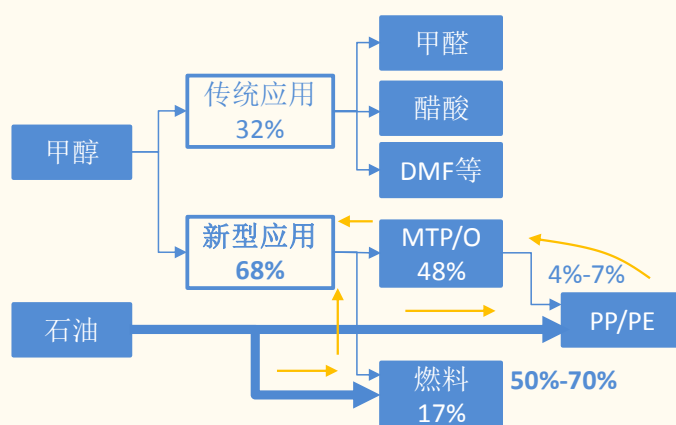 甲醛
传统应用
32%
醋酸
甲醇
DMF等
新型应用
68%
MTP/O
48%
4%-7%
石油
PP/PE
燃料
17%
50%-70%